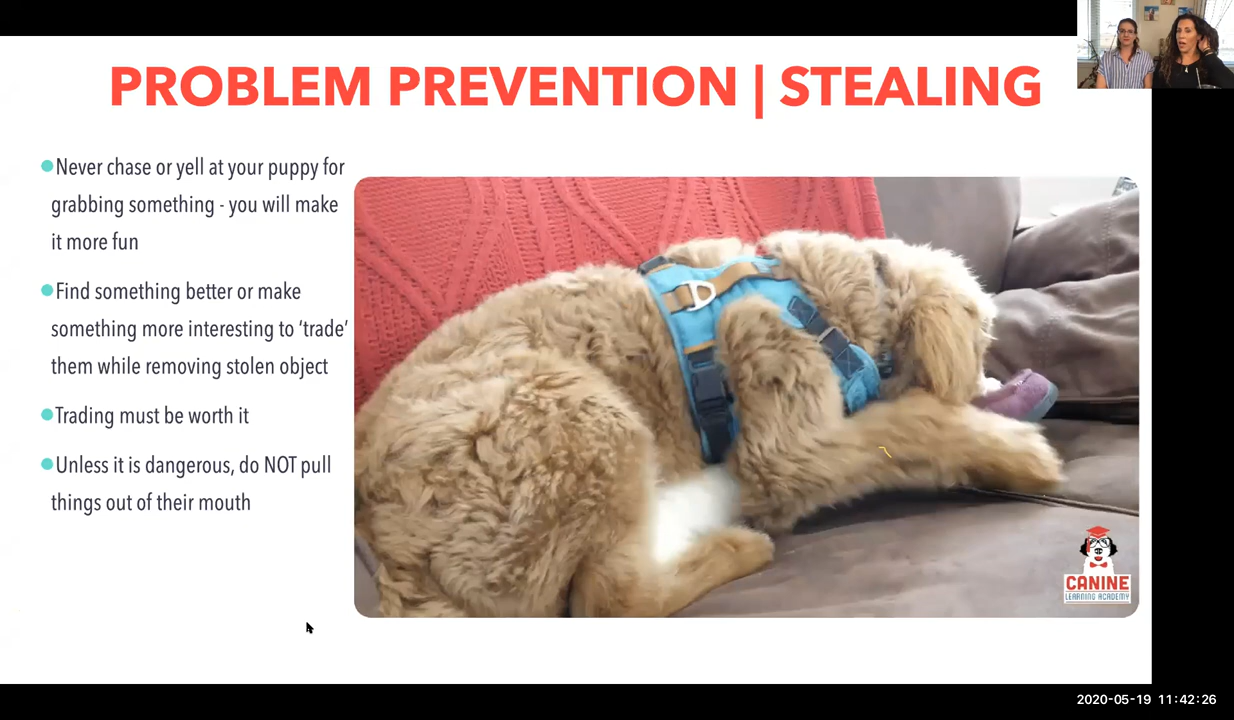 PROBLEM PREVENTION | STEALING
Never chase or yell at your puppy for
grabbing something - you will make
it more fun
Find something better or make
something more interesting to ‘trade’
them while removing stolen object
Trading must be worth it
Unless it is dangerous, do NOT pull
things out of their mouth
CANINE
LEARNING ACADEMY
2020-05-19 11:42:26